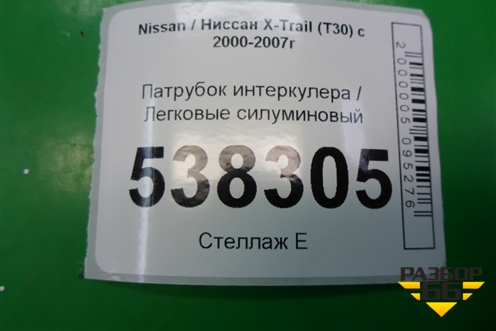 Nissan / Ниссан X-Trail (T30) с
2000-2007г
Патрубок интеркулера /
Легковые силуминовый
538305
Стеллаж Е
2000005095276
РАЗБОР
66